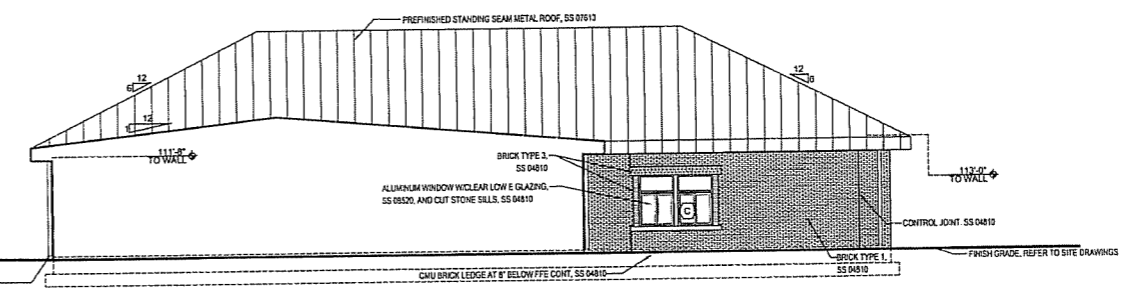 PREFINISHED STANDING SEAM METAL ROOF, SS 07613
12
6
12
6
12
1
111'-8"
TO WALL
BRICK TYPE 3,
SS 04810
113'-0"
TO WALL
ALUMINUM WINDOW W/CLEAR LOW E GLAZING,
SS 08520, AND CUT STONE SILLS, SS 04810
C
CONTROL JOINT. SS 04810
FINISH GRADE, REFER TO SITE DRAWINGS
BRICK TYPE 1,
SS 04810
CMU BRICK LEDGE AT 8" BELOW FFE CONT, SS 04810